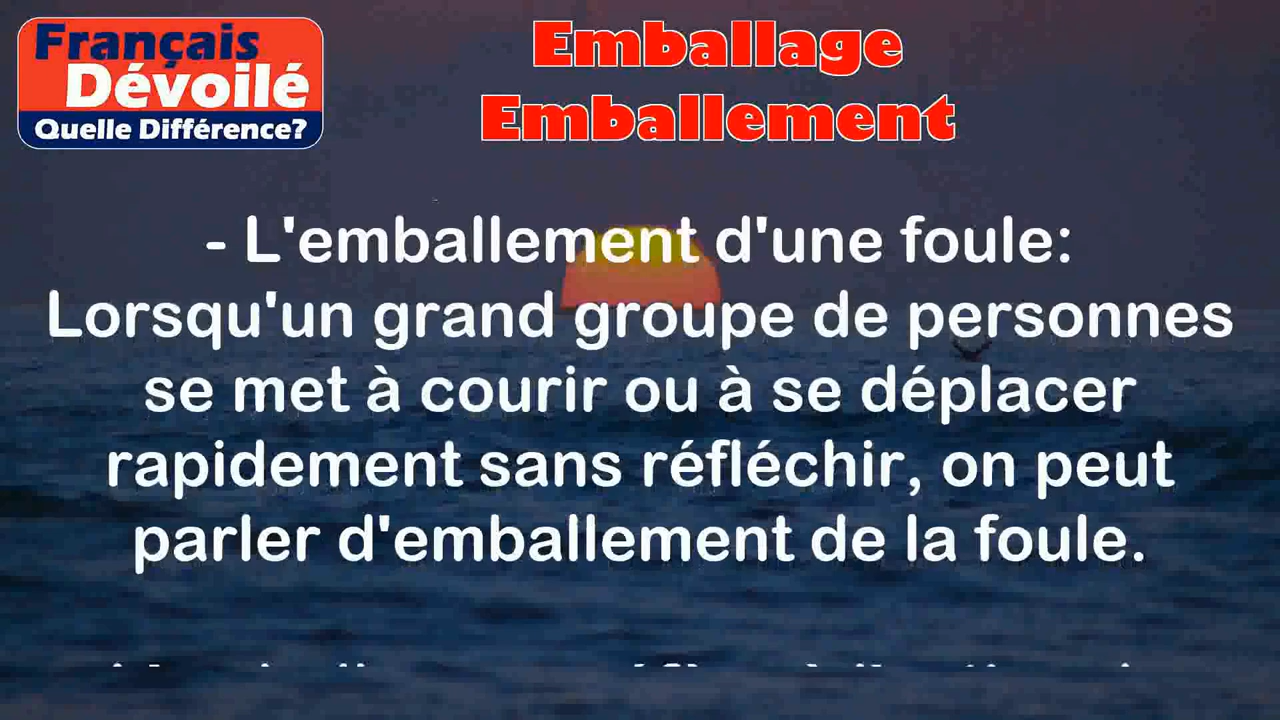 Français
Dévoilé
Quelle Différence?
Emballage
Emballement
- L'emballement d'une foule:
Lorsqu'un grand groupe de personnes
se met à courir ou à se déplacer
rapidement sans réfléchir, on peut
parler d'emballement de la foule.